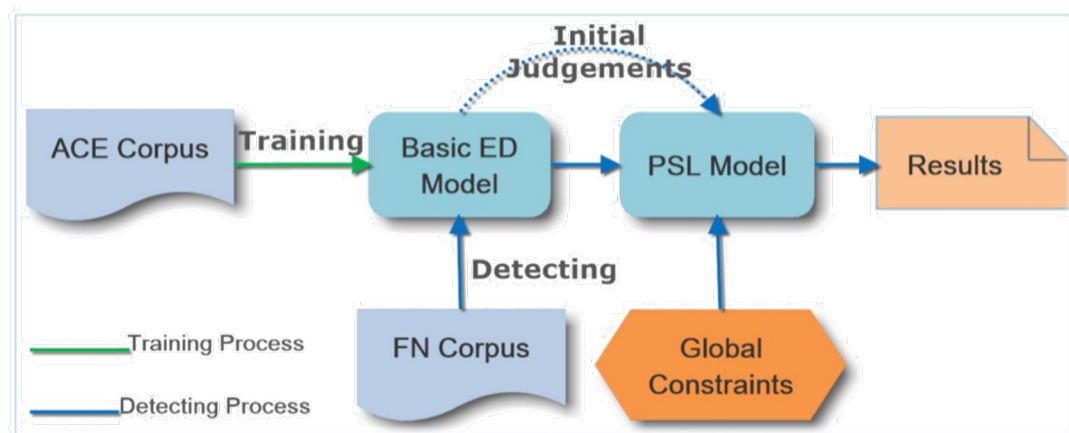 Initial
Judgements
ACE Corpus
Training
Basic ED
Model
PSL Model
Results
Detecting
FN Corpus
Global
Constraints
Training Process
Detecting Process